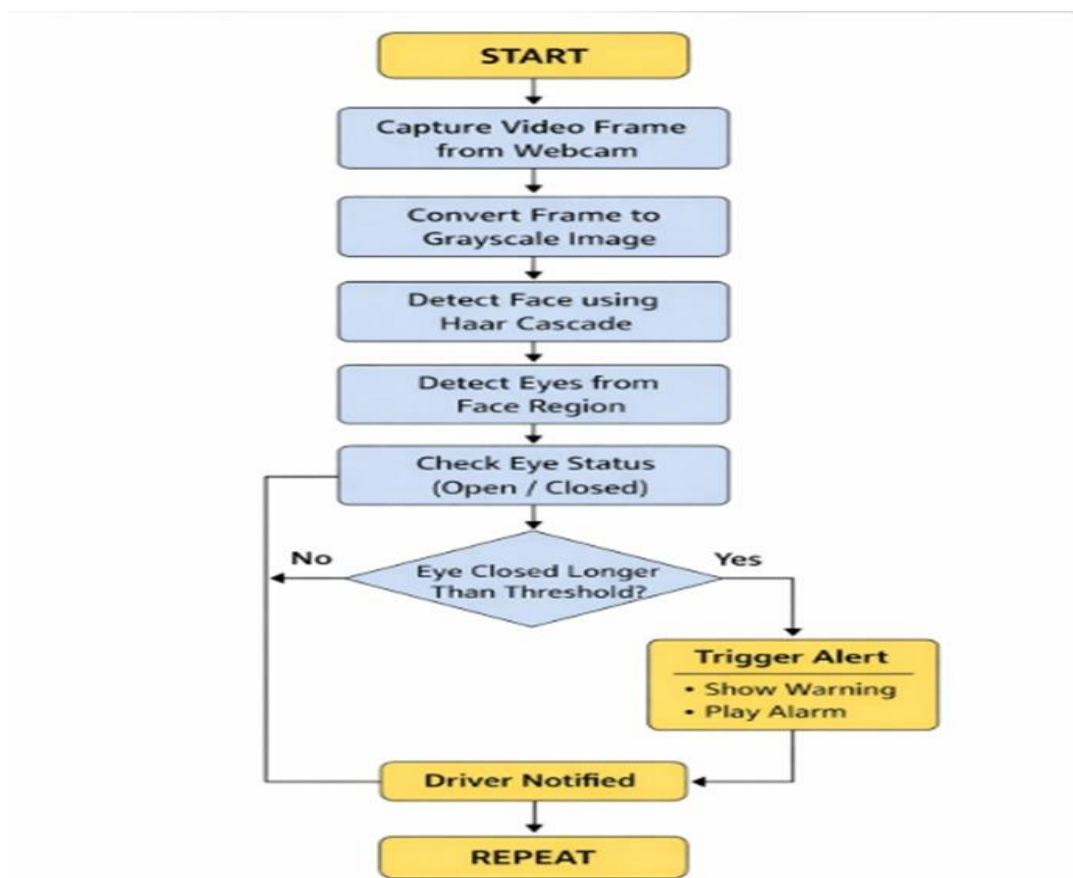 START
Capture Video Frame
from Webcam
Convert Frame to
Grayscale Image
Detect Face using
Haar Cascade
Detect Eyes from
Face Region
Check Eye Status
(Open / Closed)
No
Yes
Eye Closed Longer
Than Threshold?
Trigger Alert
• Show Warning
• Play Alarm
Driver Notified
REPEAT